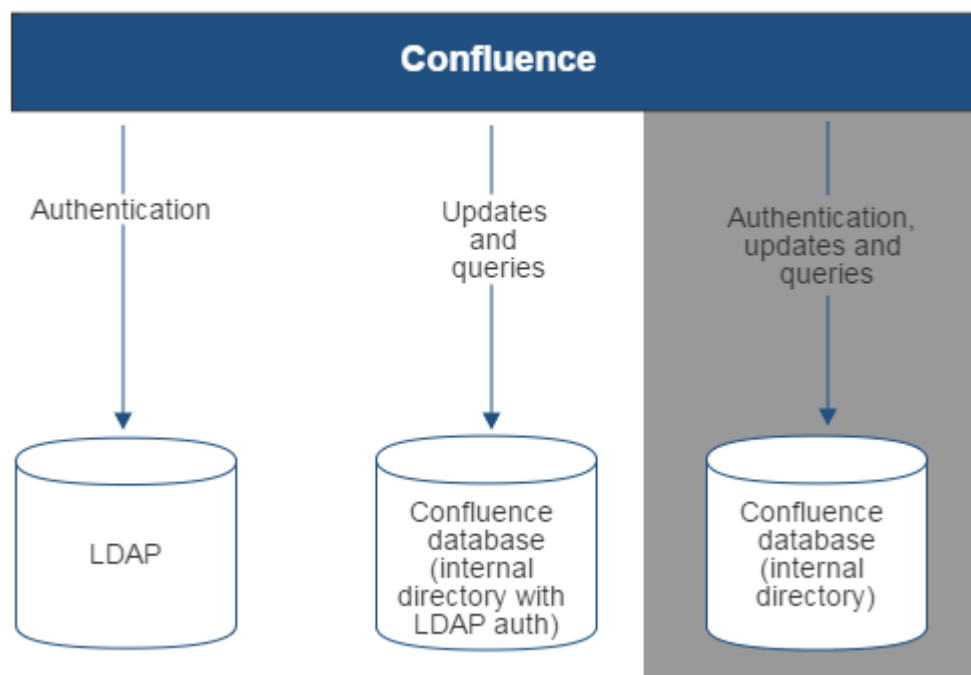 Confluence
Authentication
Updates
and
queries
Authentication,
updates and
queries
LDAP
Confluence
database
(internal
directory with
LDAP auth)
Confluence
database
(internal
directory)